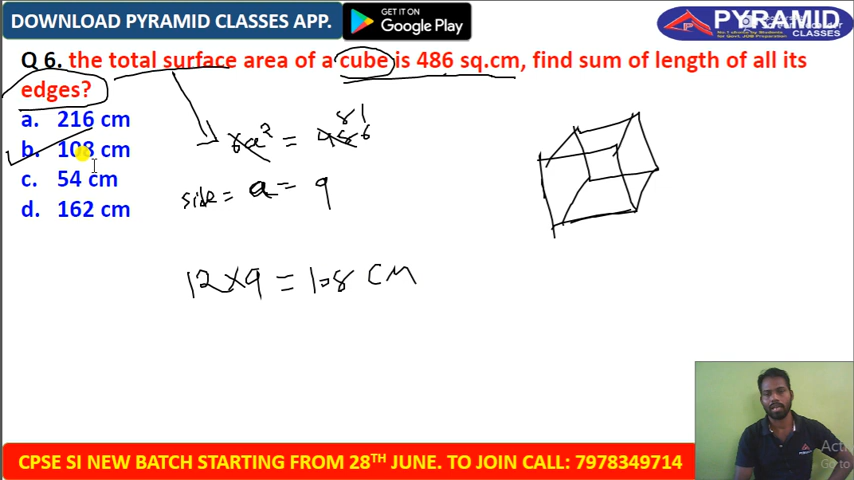 DOWNLOAD PYRAMID CLASSES APP.
GET IT ON
Google Play
PYRAMID
CLASSES
Q 6. the total surface area of a cube is 486 sq.cm, find sum of length of all its
edges?
a. 216 cm
b. 108 cm
c. 54 cm
d. 162 cm
81
6a² = 486
side = a = 9
12×9 = 108 CM
CPSE SI NEW BATCH STARTING FROM 28TH JUNE. TO JOIN CALL: 7978349714